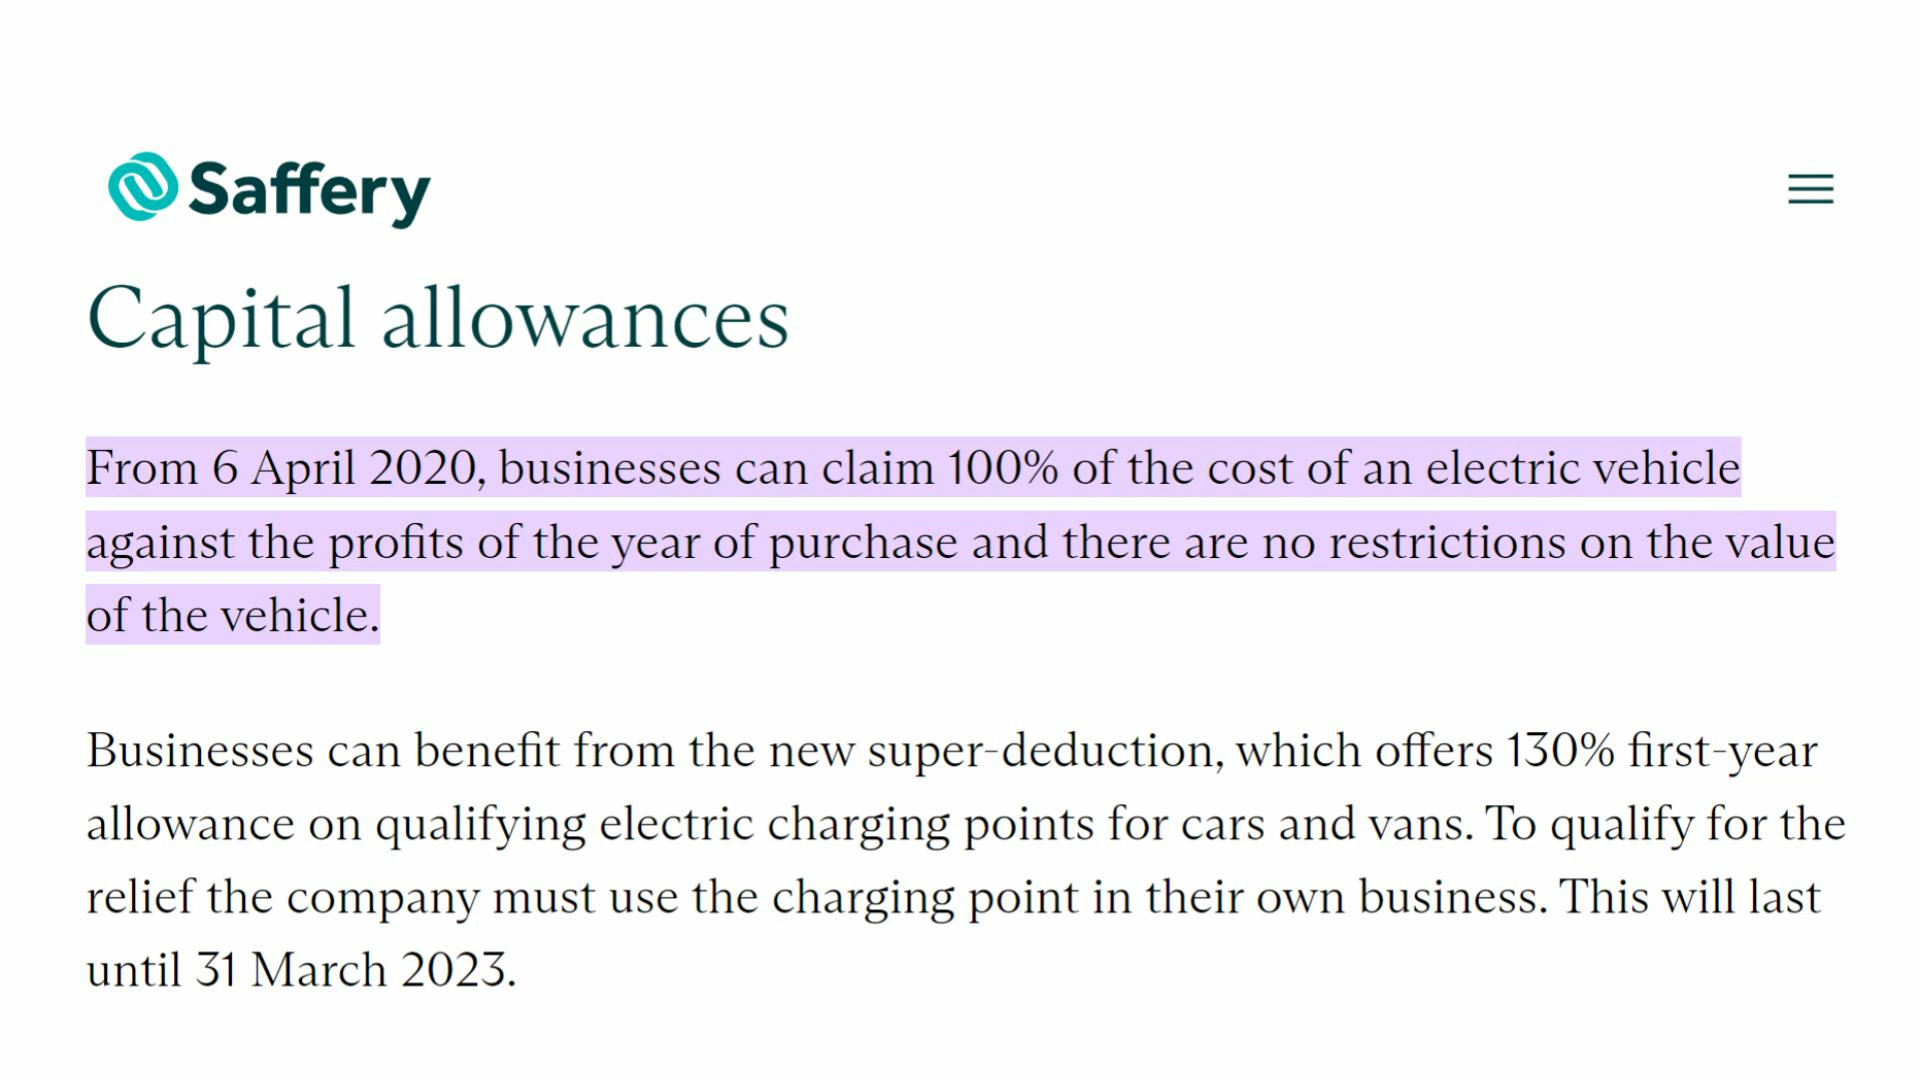 Saffery
Capital allowances
From 6 April 2020, businesses can claim 100% of the cost of an electric vehicle
against the profits of the year of purchase and there are no restrictions on the value
of the vehicle.
Businesses can benefit from the new super-deduction, which offers 130% first-year
allowance on qualifying electric charging points for cars and vans. To qualify for the
relief the company must use the charging point in their own business. This will last
until 31 March 2023.